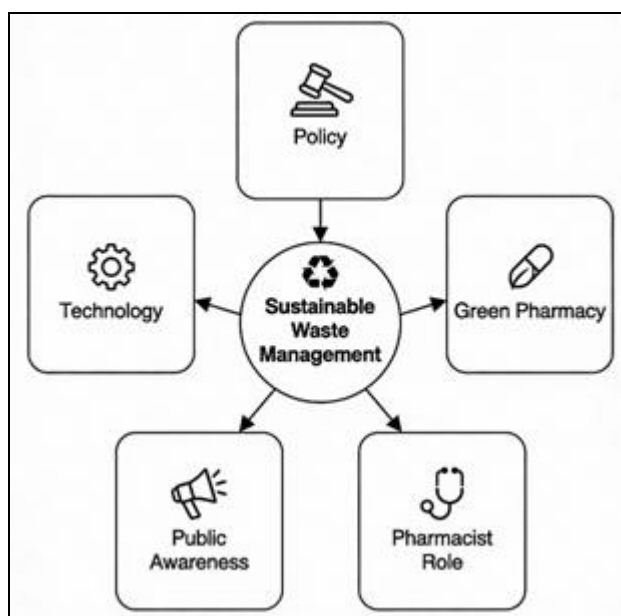 Policy
Technology
Sustainable
Waste
Management
Green Pharmacy
Public
Awareness
Pharmacist
Role